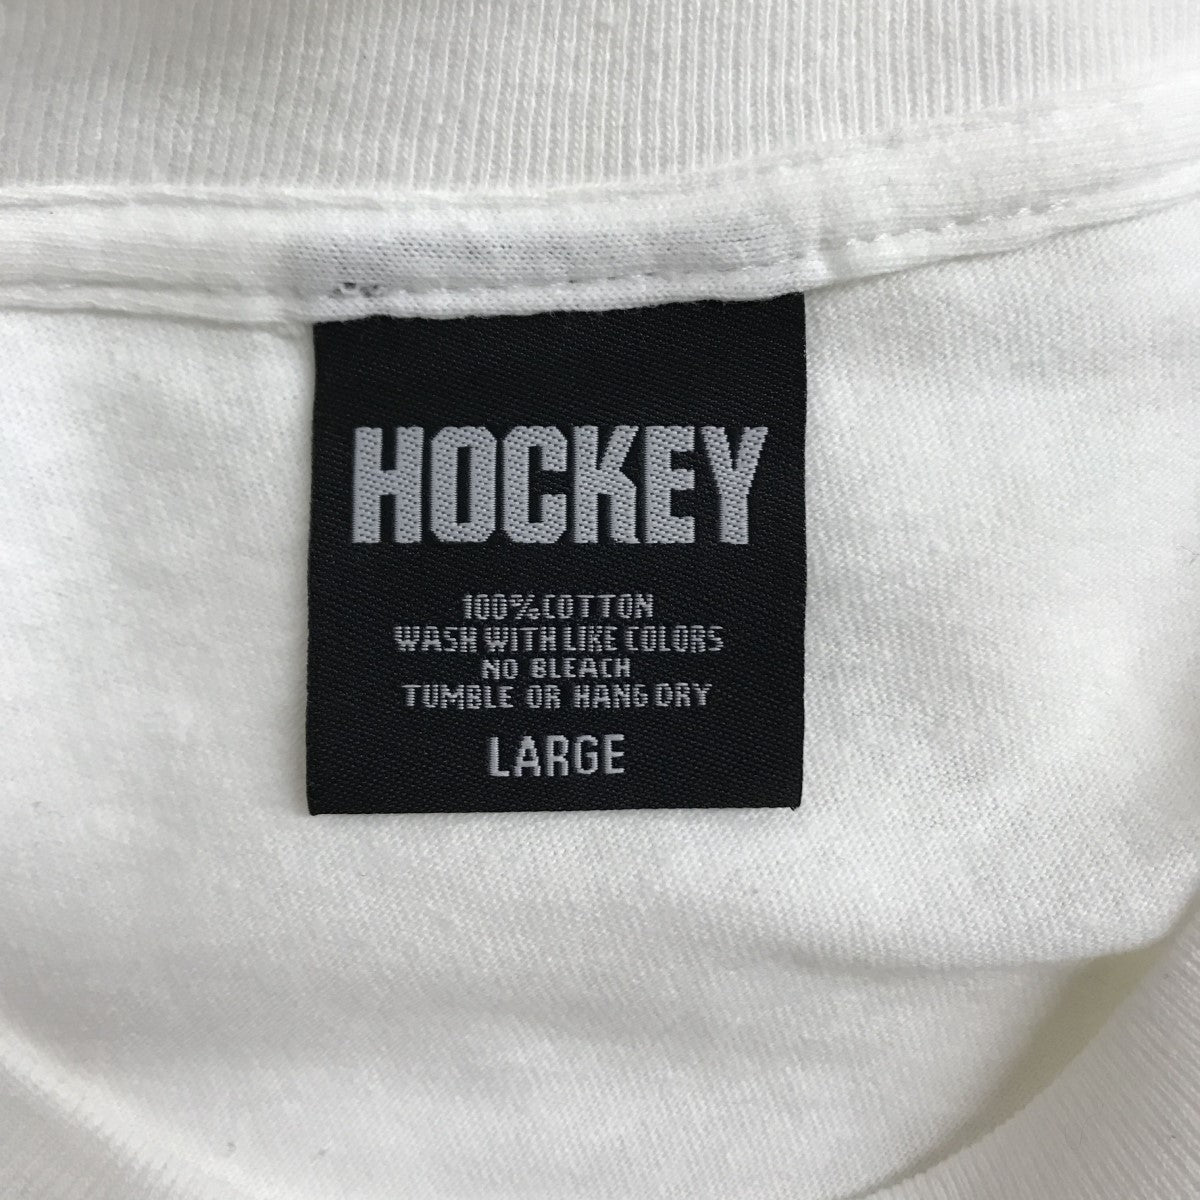 HOCKEY
100%COTTON
WASH WITH LIKE COLORS
NO BLEACH
TUMBLE OR HANG DRY
LARGE